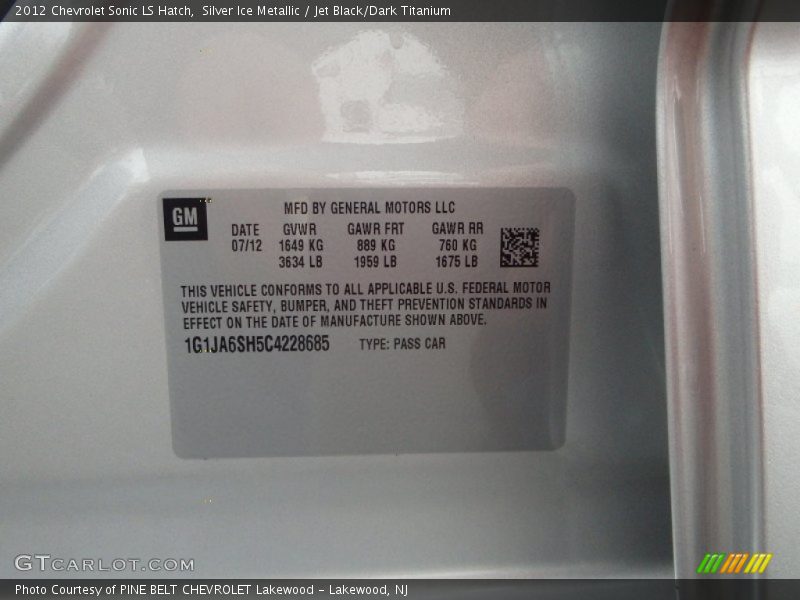 2012 Chevrolet Sonic LS Hatch, Silver Ice Metallic / Jet Black/Dark Titanium
GM
MFD BY GENERAL MOTORS LLC
DATE GVWR GAWR FRT GAWR RR
07/12 1649 KG 889 KG 760 KG
3634 LB 1959 LB 1675 LB
THIS VEHICLE CONFORMS TO ALL APPLICABLE U.S. FEDERAL MOTOR
VEHICLE SAFETY, BUMPER, AND THEFT PREVENTION STANDARDS IN
EFFECT ON THE DATE OF MANUFACTURE SHOWN ABOVE.
1G1JA6SH5C4228685 TYPE: PASS CAR
GTCARLOT.COM
Photo Courtesy of PINE BELT CHEVROLET Lakewood - Lakewood, NJ